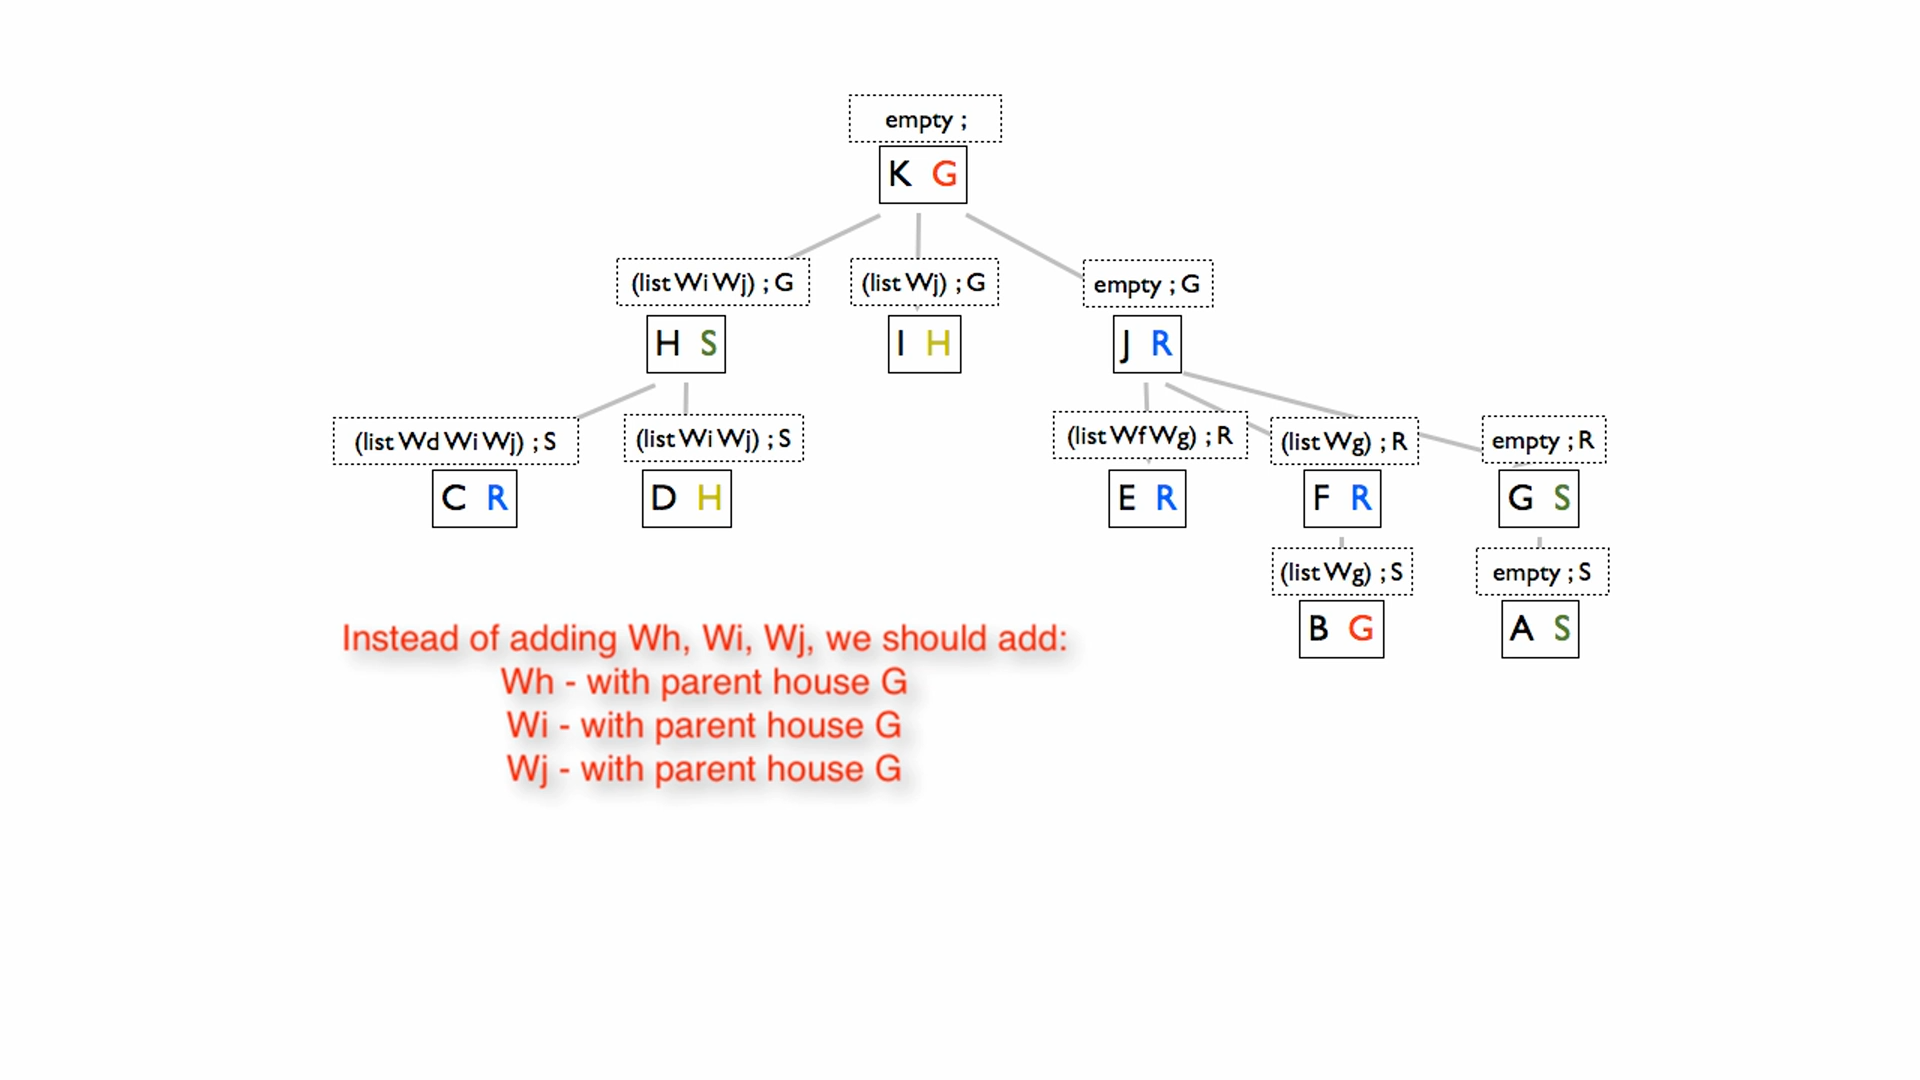 empty ;
K G
(list Wi Wj) ; G
(list Wj) ; G
empty ; G
H S
I H
J R
(list Wd Wi Wj) ; S
(list Wi Wj) ; S
(list Wf Wg) ; R
(list Wg) ; R
empty ; R
C R
D H
E R
F R
G S
(list Wg) ; S
empty ; S
B G
A S
Instead of adding Wh, Wi, Wj, we should add:
Wh - with parent house G
Wi - with parent house G
Wj - with parent house G